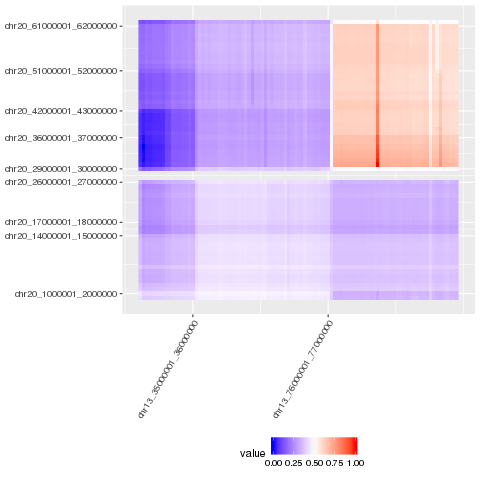 chr20_61000001_62000000
chr20_51000001_52000000
chr20_42000001_43000000
chr20_36000001_37000000
chr20_29000001_30000000
chr20_26000001_27000000
chr20_17000001_18000000
chr20_14000001_15000000
chr20_1000001_2000000
chr13_35000001_36000000
chr13_76000001_77000000
value
0.00 0.25 0.50 0.75 1.00